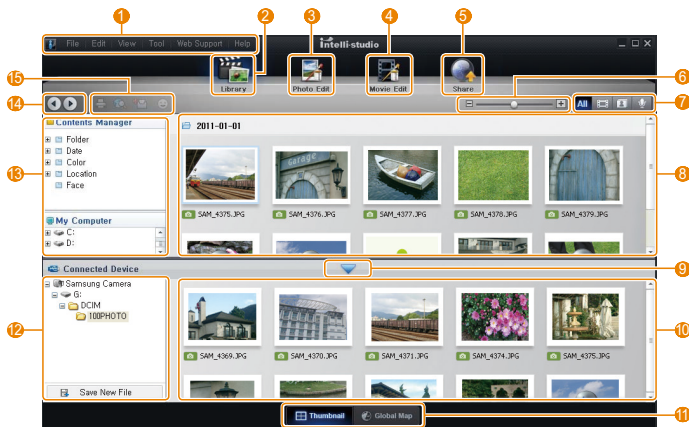 1 2 3 4 5
File Edit View Tool Web Support Help
intelli-studio
15 Library Photo Edit Movie Edit Share 6
14 All 7
Contents Manager
2011-01-01
Folder
Date
Color
Location
Face
13
8
SAM_4375.JPG SAM_4376.JPG SAM_4377.JPG SAM_4378.JPG SAM_4379.JPG
My Computer
C:
D:
Connected Device
9
Samsung Camera
G:
DCIM
100PHOTO
12
10
SAM_4369.JPG SAM_4370.JPG SAM_4371.JPG SAM_4374.JPG SAM_4375.JPG
Save New File
Thumbnail Global Map 11